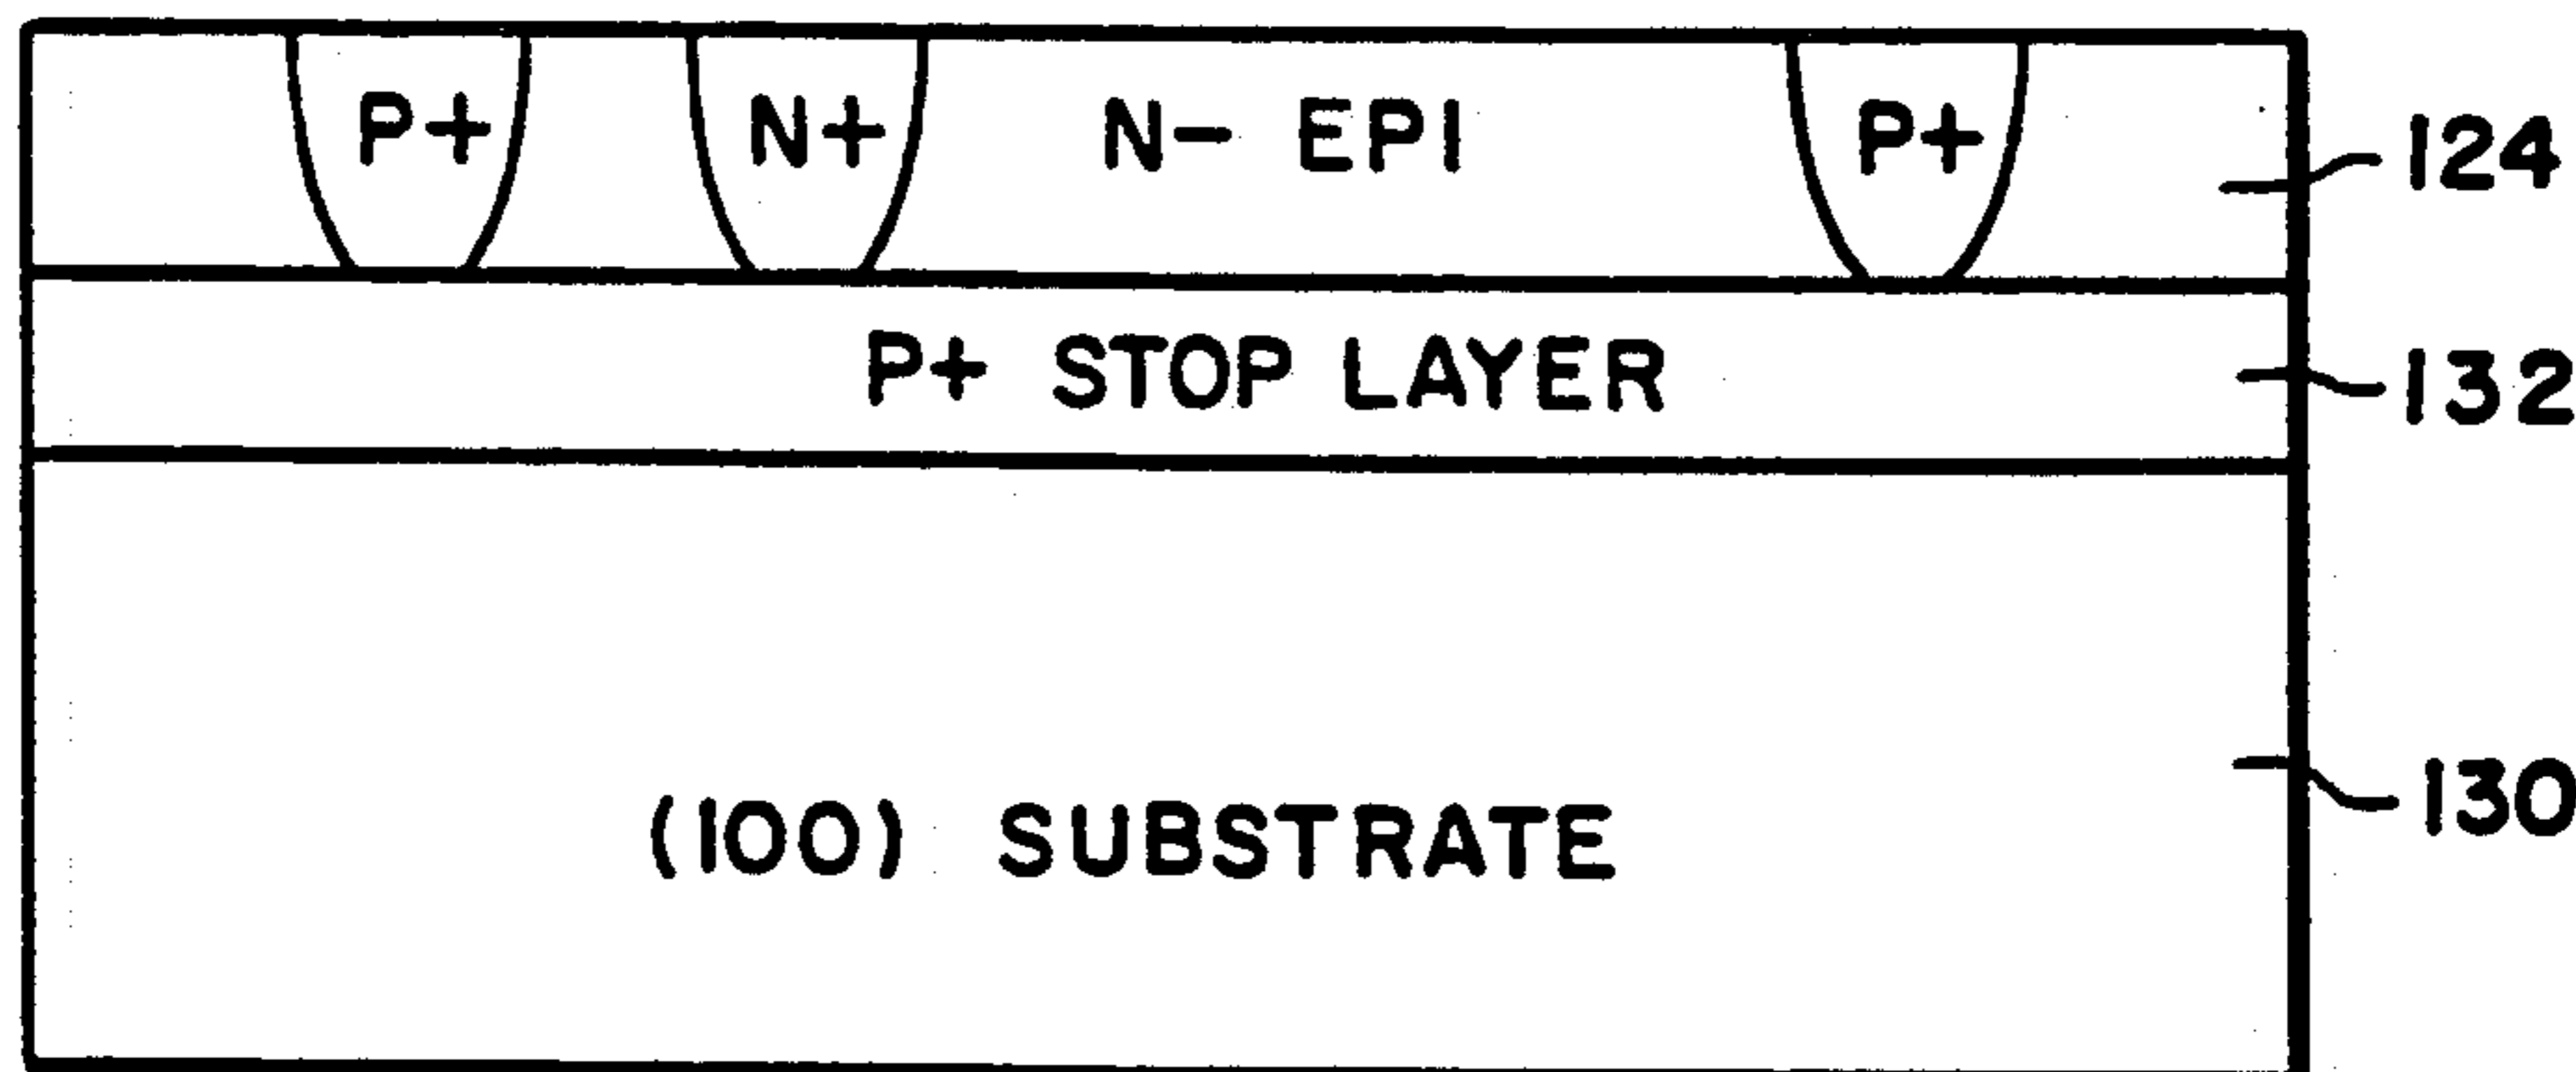 P+ N+ N- EPI P+ 124
P+ STOP LAYER 132
(100) SUBSTRATE 130